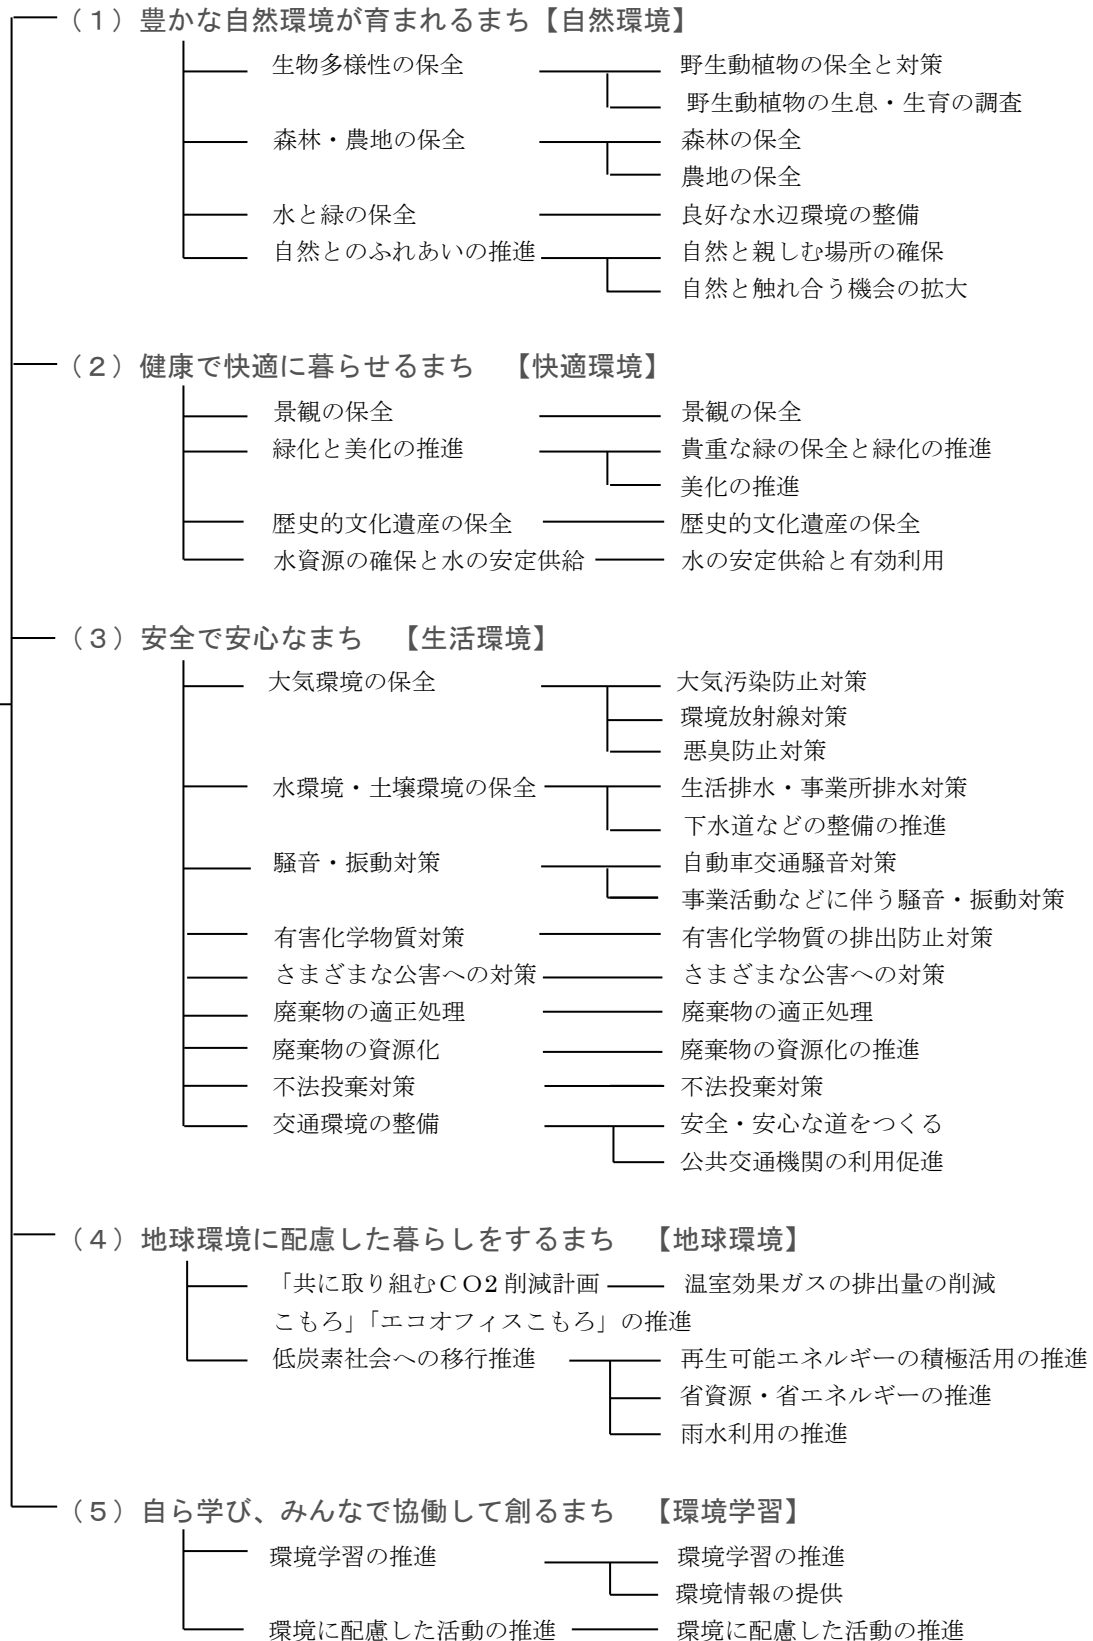 （１）豊かな自然環境が育まれるまち【自然環境】
生物多様性の保全 野生動植物の保全と対策
野生動植物の生息・生育の調査
森林・農地の保全 森林の保全
農地の保全
水と緑の保全 良好な水辺環境の整備
自然とのふれあいの推進 自然と親しむ場所の確保
自然と触れ合う機会の拡大
（２）健康で快適に暮らせるまち　【快適環境】
景観の保全 景観の保全
緑化と美化の推進 貴重な緑の保全と緑化の推進
美化の推進
歴史的文化遺産の保全 歴史的文化遺産の保全
水資源の確保と水の安定供給 水の安定供給と有効利用
（３）安全で安心なまち　【生活環境】
大気環境の保全 大気汚染防止対策
環境放射線対策
悪臭防止対策
水環境・土壌環境の保全 生活排水・事業所排水対策
下水道などの整備の推進
騒音・振動対策 自動車交通騒音対策
事業活動などに伴う騒音・振動対策
有害化学物質対策 有害化学物質の排出防止対策
さまざまな公害への対策 さまざまな公害への対策
廃棄物の適正処理 廃棄物の適正処理
廃棄物の資源化 廃棄物の資源化の推進
不法投棄対策 不法投棄対策
交通環境の整備 安全・安心な道をつくる
公共交通機関の利用促進
（４）地球環境に配慮した暮らしをするまち　【地球環境】
「共に取り組むＣＯ2 削減計画 温室効果ガスの排出量の削減
こもろ」「エコオフィスこもろ」の推進
低炭素社会への移行推進 再生可能エネルギーの積極活用の推進
省資源・省エネルギーの推進
雨水利用の推進
（５）自ら学び、みんなで協働して創るまち　【環境学習】
環境学習の推進 環境学習の推進
環境情報の提供
環境に配慮した活動の推進 環境に配慮した活動の推進